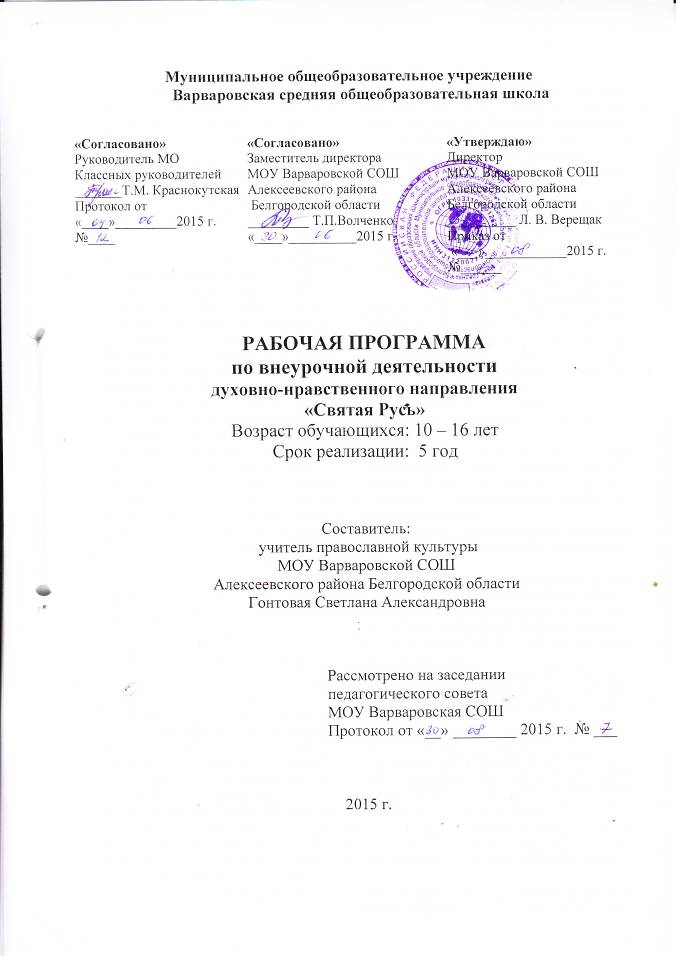 Муниципальное общеобразовательное учреждение
Варваровская средняя общеобразовательная школа
«Согласовано»
Руководитель МО
Классных руководителей
Т.М. Краснокутская
Протокол от
«04» 06 2015 г.
№12
«Согласовано»
Заместитель директора
МОУ Варваровской СОШ
Алексеевского района
Белгородской области
Т.П.Волченко
«30» 06 2015 г.
«Утверждаю»
Директор
МОУ Варваровской СОШ
Алексеевского района
Белгородской области
Л. В. Верещак
Приказ от
08 2015 г.
№
РАБОЧАЯ ПРОГРАММА
по внеурочной деятельности
духовно-нравственного направления
«Святая Русь»
Возраст обучающихся: 10 – 16 лет
Срок реализации: 5 год
Составитель:
учитель православной культуры
МОУ Варваровской СОШ
Алексеевского района Белгородской области
Гонтовая Светлана Александровна
Рассмотрено на заседании
педагогического совета
МОУ Варваровская СОШ
Протокол от «30» 08 2015 г. № 7
2015 г.